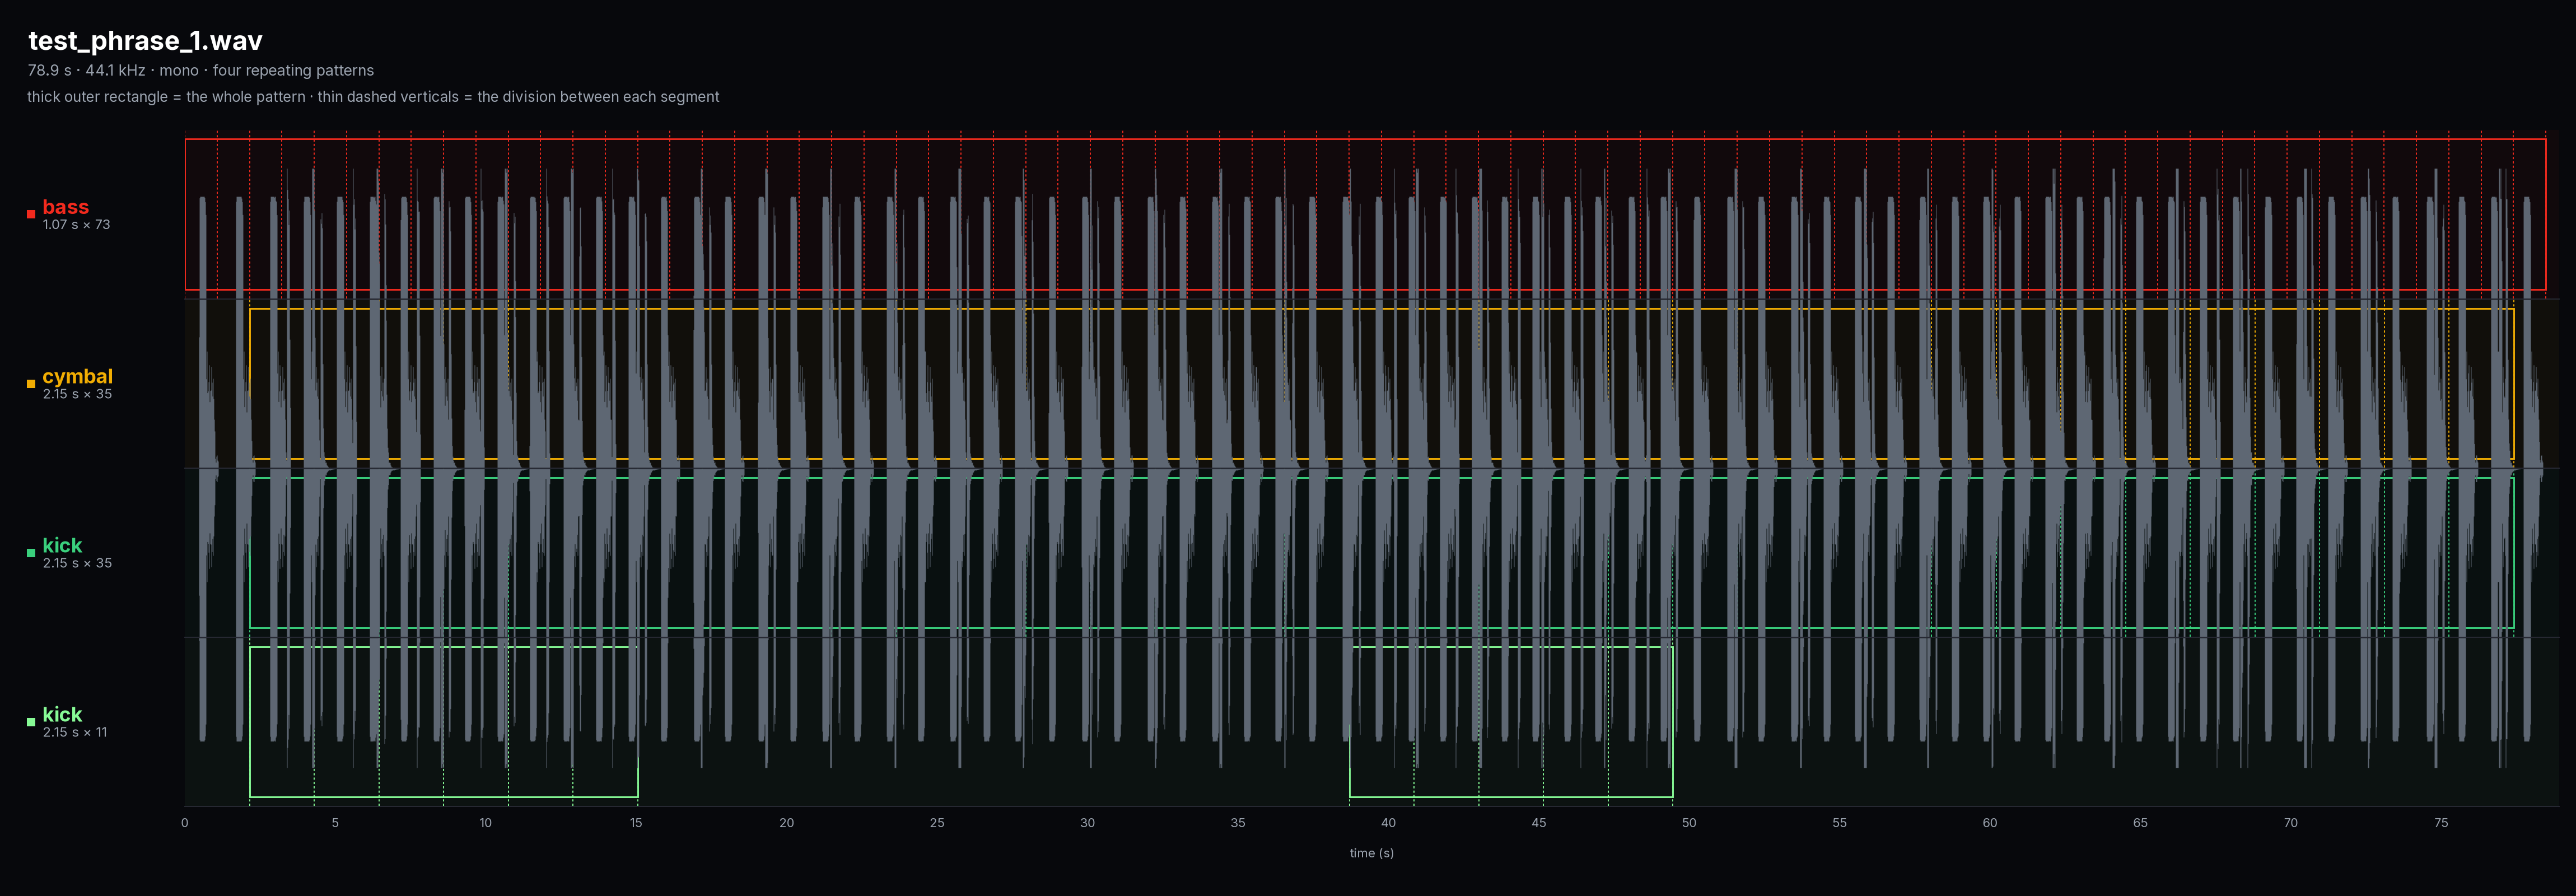 test_phrase_1.wav
78.9 s · 44.1 kHz · mono · four repeating patterns
thick outer rectangle = the whole pattern · thin dashed verticals = the division between each segment
bass
1.07 s × 73
cymbal
2.15 s × 35
kick
2.15 s × 35
kick
2.15 s × 11
0 5 10 15 20 25 30 35 40 45 50 55 60 65 70 75
time (s)